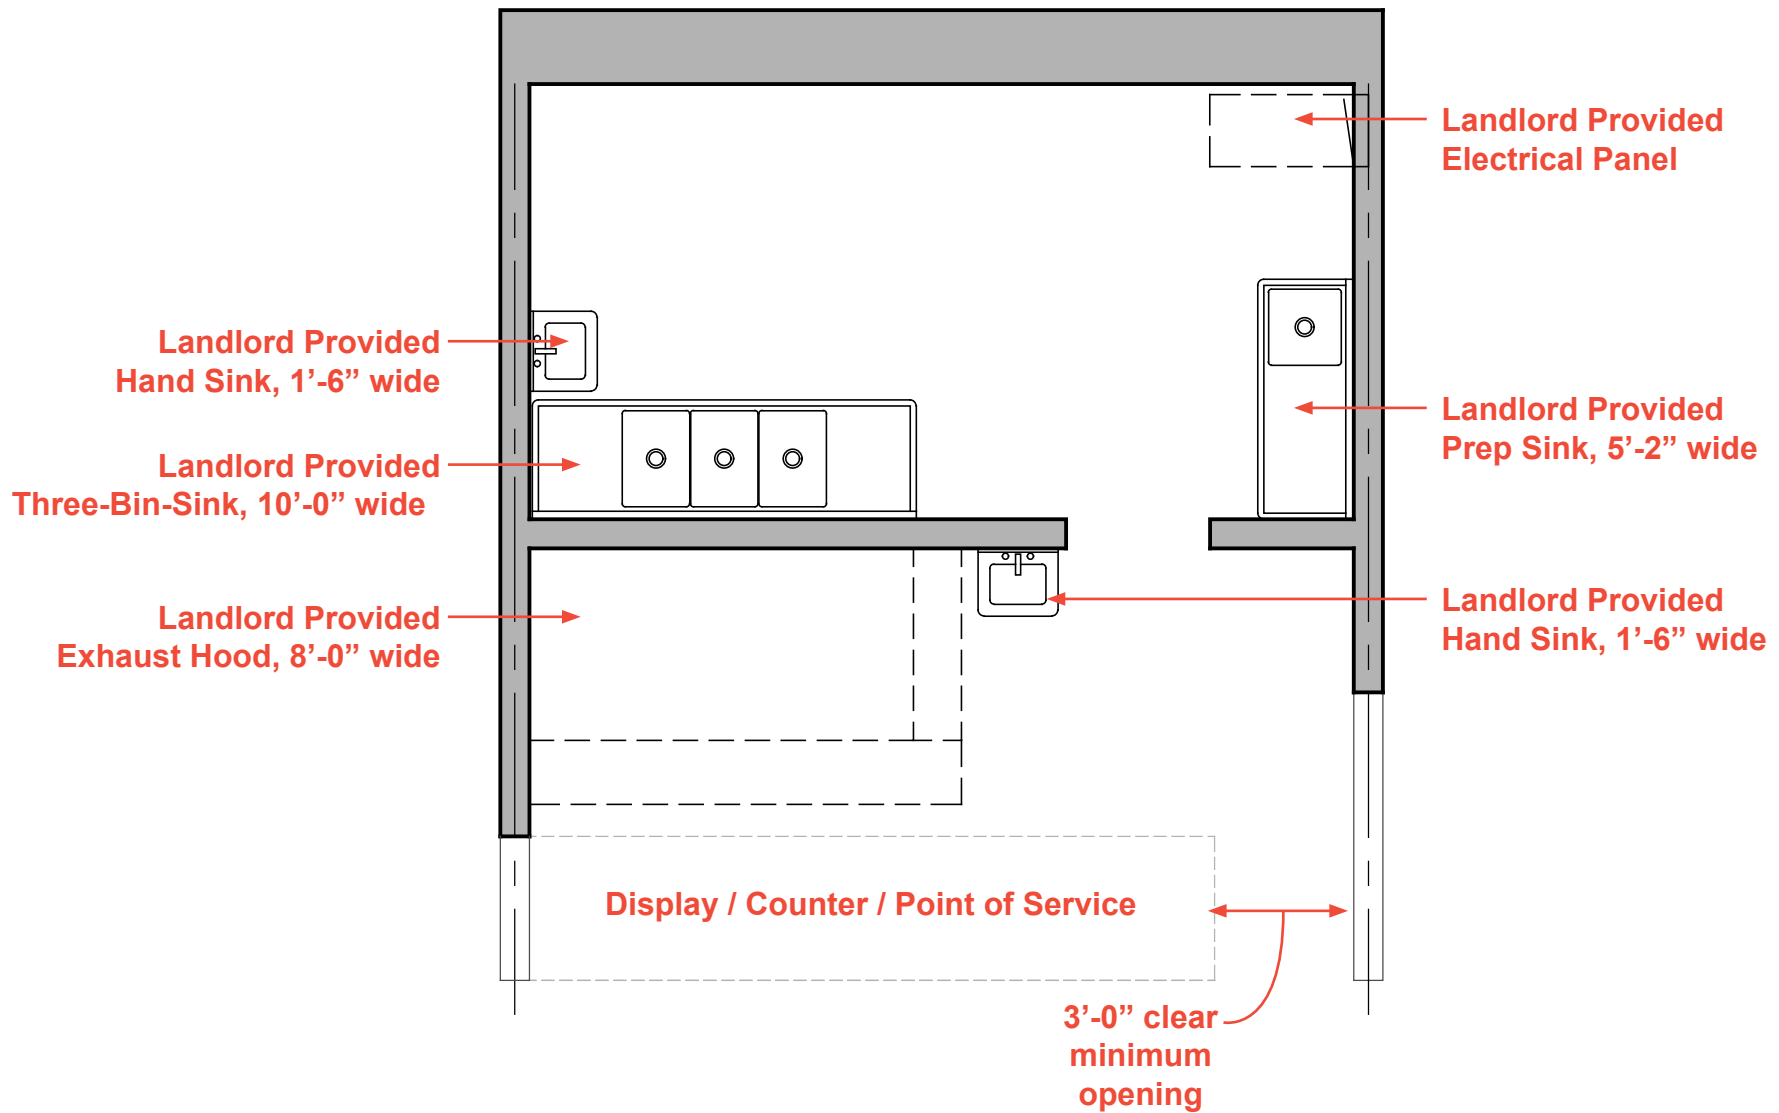 Landlord Provided
Electrical Panel
Landlord Provided
Hand Sink, 1’-6” wide
Landlord Provided
Prep Sink, 5’-2” wide
Landlord Provided
Three-Bin-Sink, 10’-0” wide
Landlord Provided
Exhaust Hood, 8’-0” wide
Landlord Provided
Hand Sink, 1’-6” wide
Display / Counter / Point of Service
3’-0” clear
minimum
opening